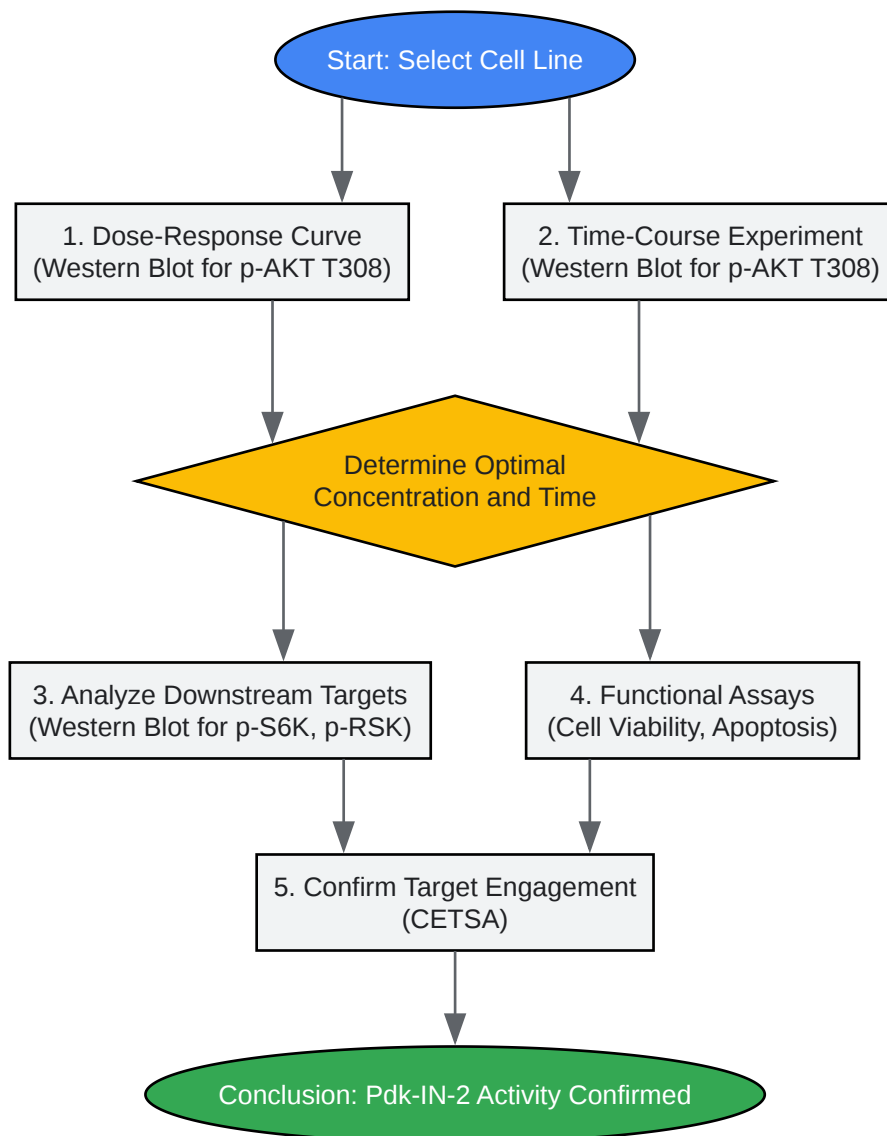 Start: Select Cell Line
1. Dose-Response Curve
(Western Blot for p-AKT T308)
2. Time-Course Experiment
(Western Blot for p-AKT T308)
Determine Optimal
Concentration and Time
3. Analyze Downstream Targets
(Western Blot for p-S6K, p-RSK)
4. Functional Assays
(Cell Viability, Apoptosis)
5. Confirm Target Engagement
(CETSA)
Conclusion: Pdk-IN-2 Activity Confirmed